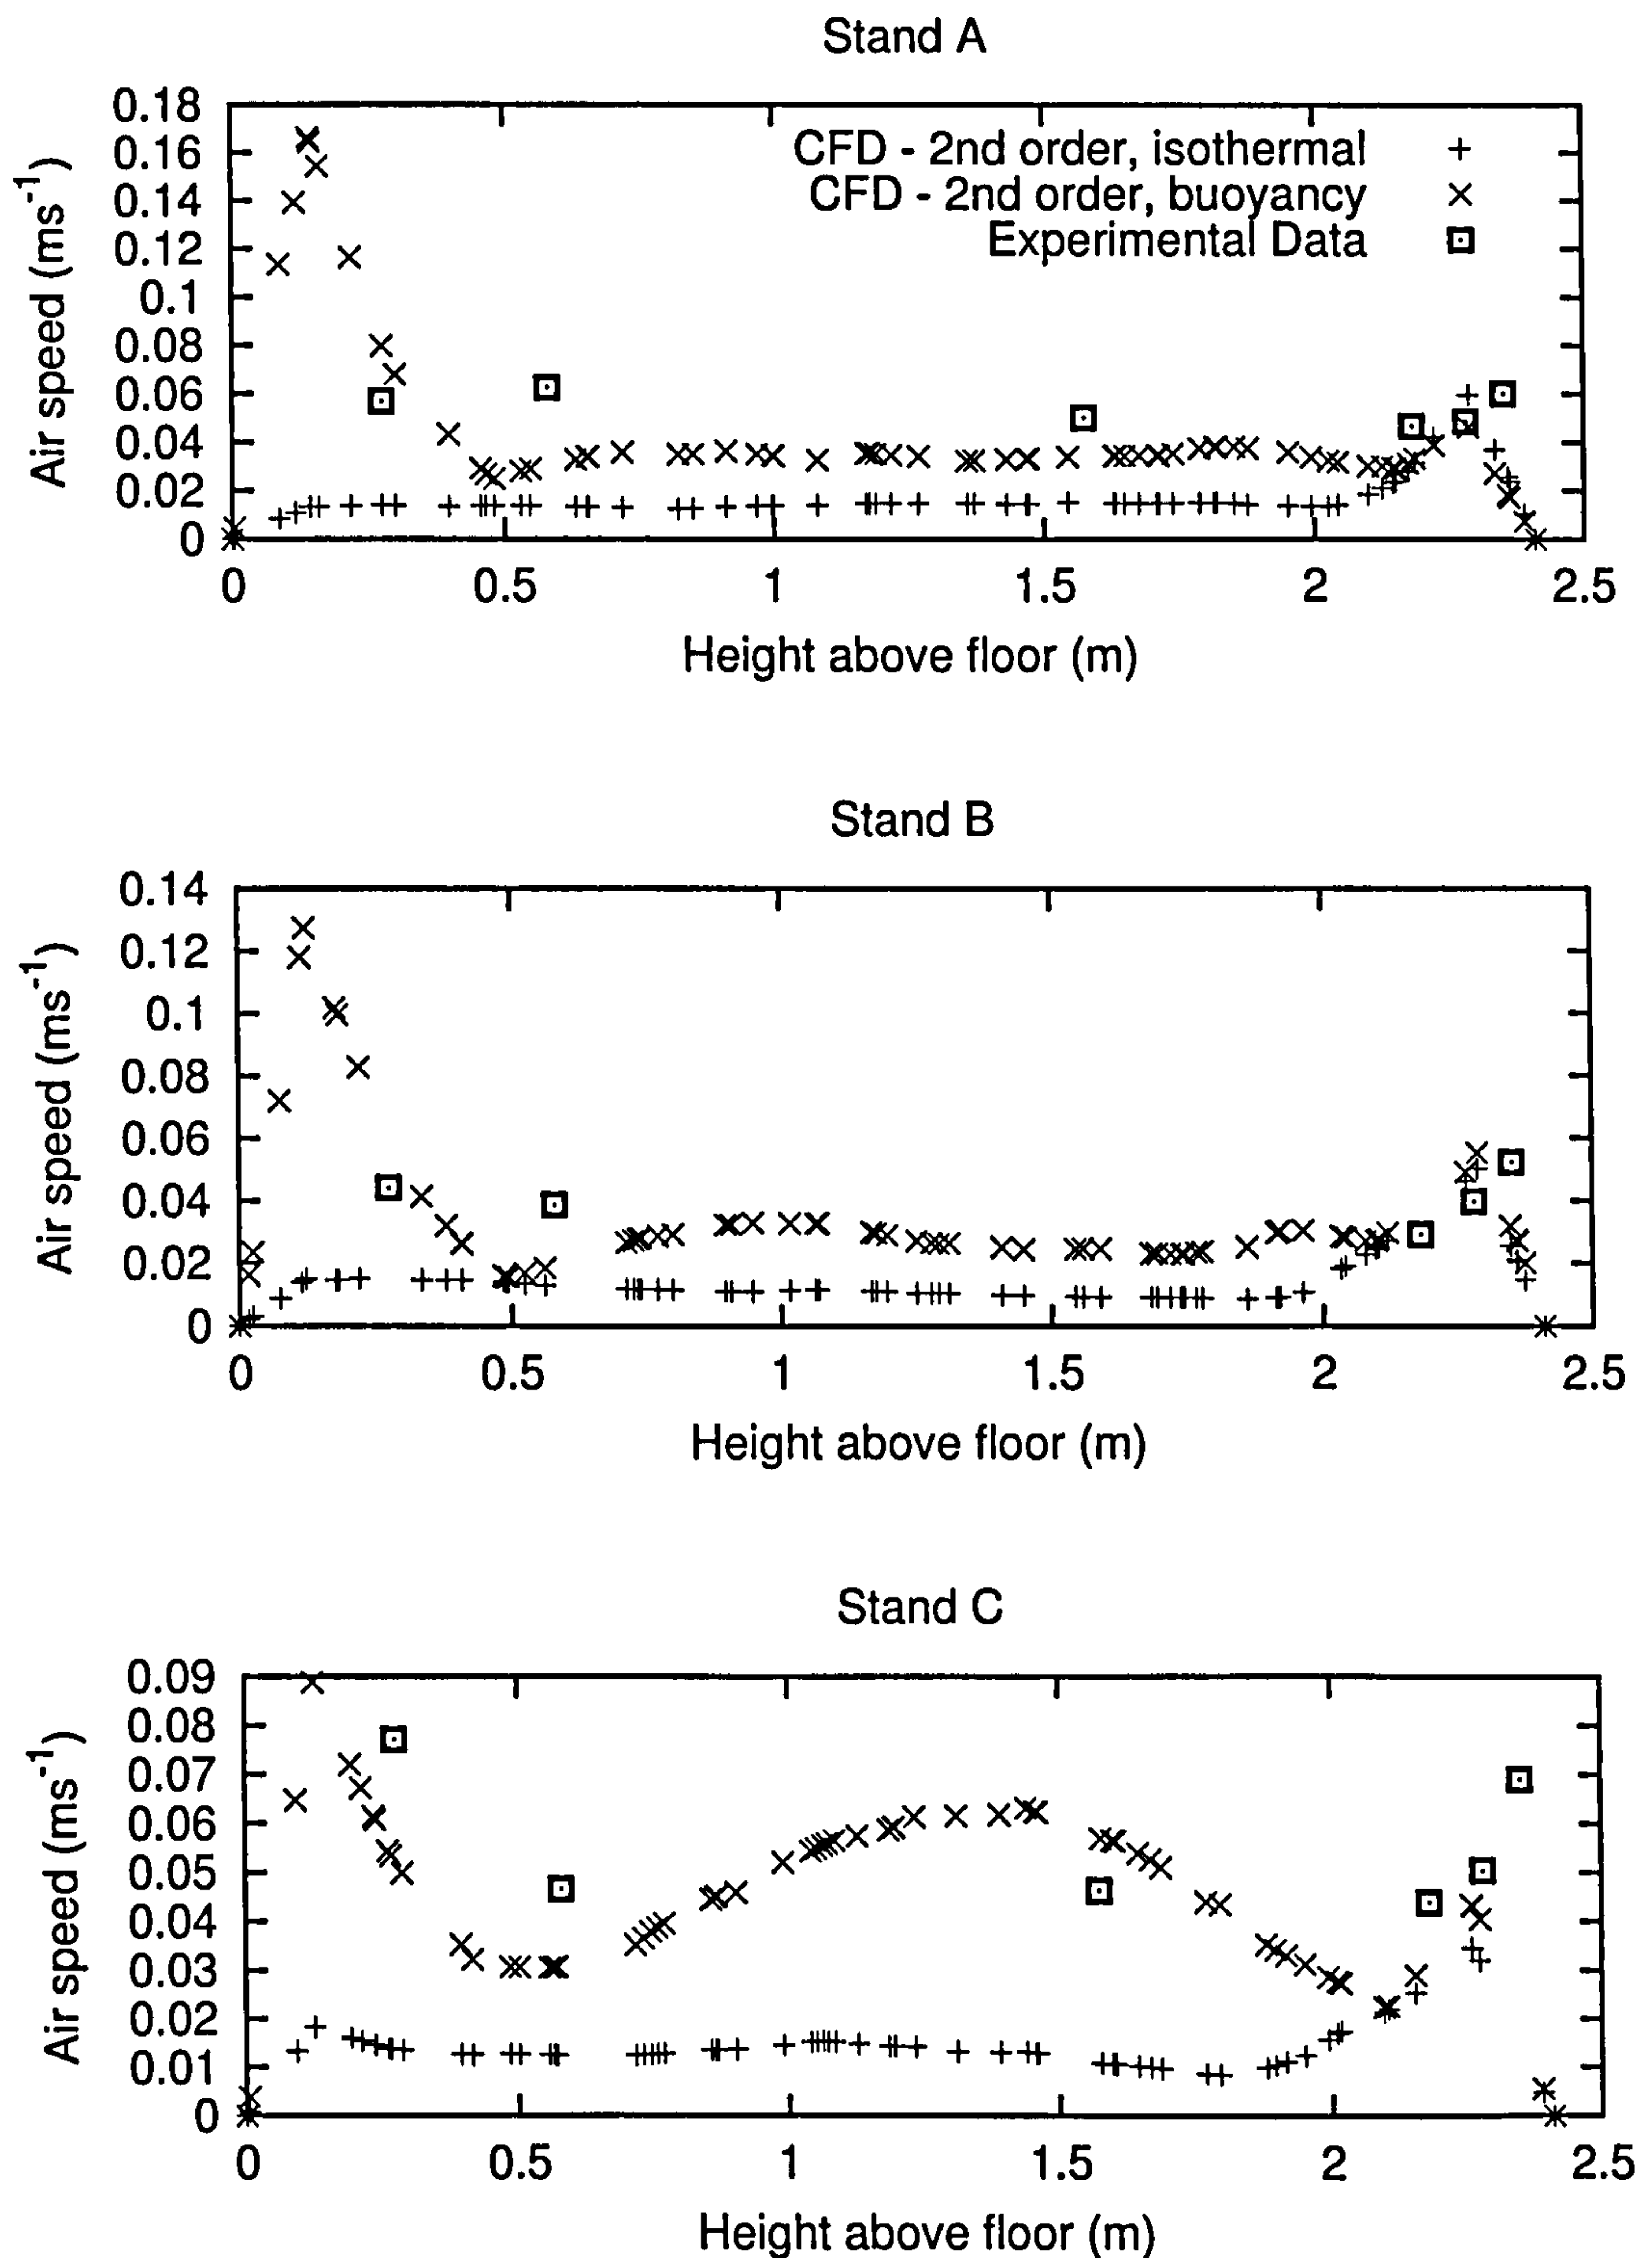 Stand A
0.18
0.16
0.14
0.12
0.1
0.08
0.06
0.04
0.02
0
Air speed (ms-1)
CFD - 2nd order, isothermal
CFD - 2nd order, buoyancy
Experimental Data
0 0.5 1 1.5 2 2.5
Height above floor (m)
Stand B
0.14
0.12
0.1
0.08
0.06
0.04
0.02
0
Air speed (ms-1)
0 0.5 1 1.5 2 2.5
Height above floor (m)
Stand C
0.09
0.08
0.07
0.06
0.05
0.04
0.03
0.02
0.01
0
Air speed (ms-1)
0 0.5 1 1.5 2 2.5
Height above floor (m)